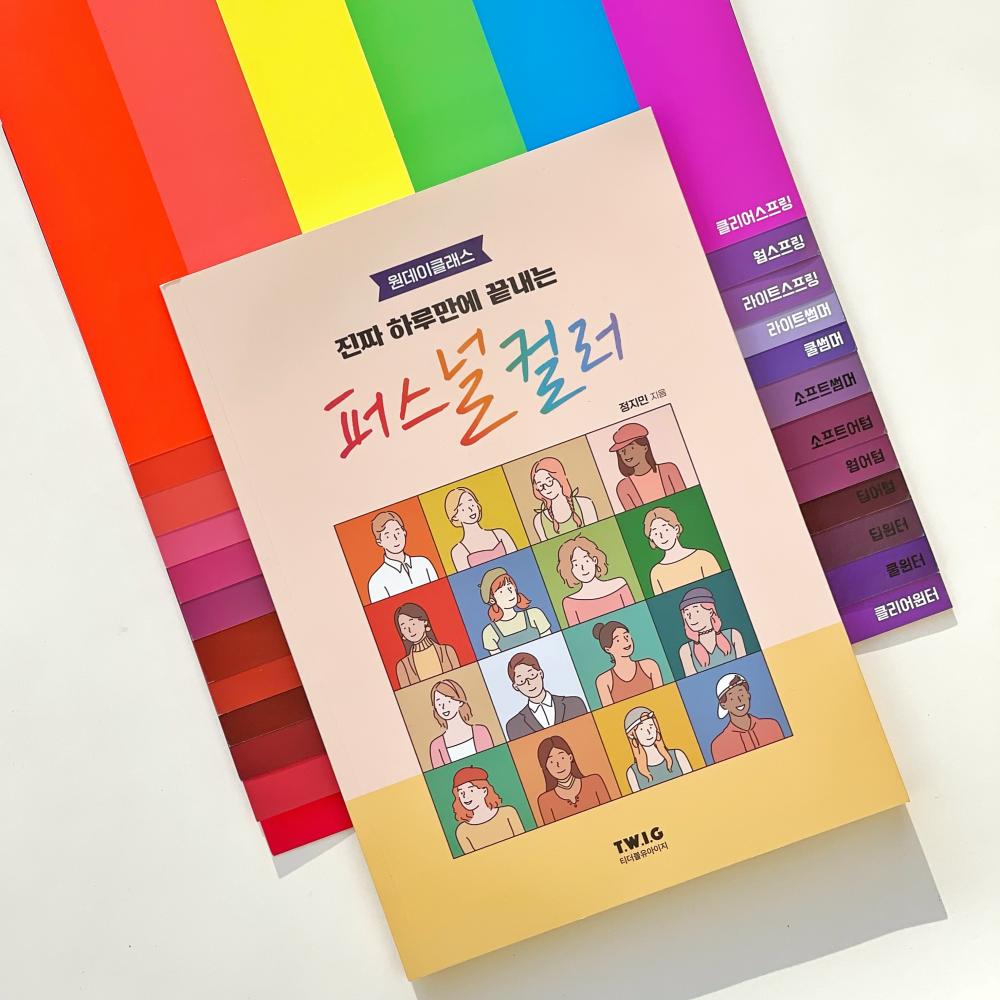 원데이클래스
진짜 하루만에 끝내는
퍼스널컬러
정지민 지음
T.W.I.G
티더블유아이지
클리어스프링
웜스프링
라이트스프링
라이트썸머
쿨썸머
소프트썸머
소프트어텀
웜어텀
딥어텀
딥윈터
쿨윈터
클리어윈터